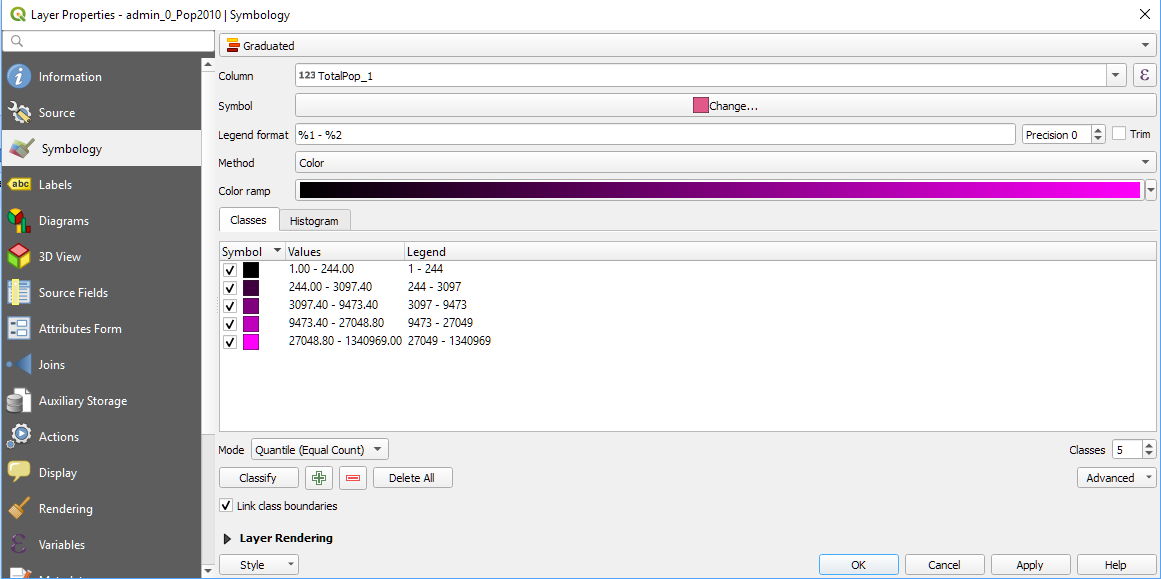 Layer Properties - admin_0_Pop2010 | Symbology
Information
Source
Symbology
abc Labels
Diagrams
3D View
Source Fields
Attributes Form
Joins
Auxiliary Storage
Actions
Display
Rendering
Variables
Graduated
Column 123 TotalPop_1 ε
Symbol Change...
Legend format %1 - %2 Precision 0 Trim
Method Color
Color ramp
Classes Histogram
Symbol Values Legend
1.00 - 244.00 1 - 244
244.00 - 3097.40 244 - 3097
3097.40 - 9473.40 3097 - 9473
9473.40 - 27048.80 9473 - 27049
27048.80 - 1340969.00 27049 - 1340969
Mode Quantile (Equal Count) Classes 5
Classify Delete All Advanced
Link class boundaries
Layer Rendering
Style OK Cancel Apply Help